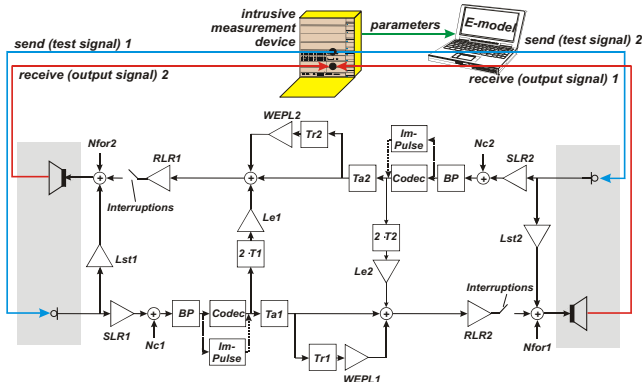 intrusive
measurement
device
parameters
E-model
send (test signal) 1
send (test signal) 2
receive (output signal) 2
receive (output signal) 1
WEPL2
Tr2
Im-
Pulse
Nfor2
Nc2
RLR1
SLR2
Ta2
Codec
BP
Interruptions
Le1
2 ·T2
Lst1
2 ·T1
Lst2
Le2
Interruptions
BP
Codec
Ta1
SLR1
RLR2
Nc1
Im-
Pulse
Tr1
WEPL1
Nfor1